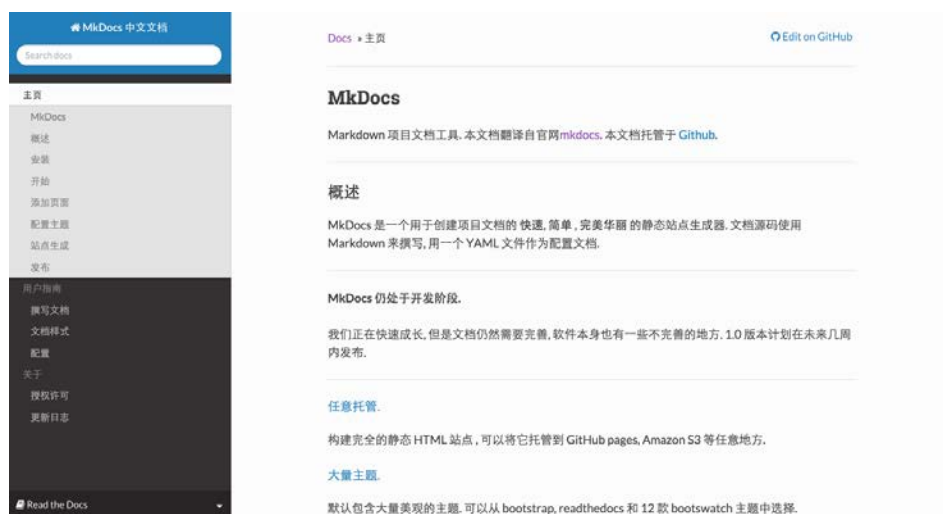 MkDocs 中文文档
Search docs
主页
MkDocs
概述
安装
开始
添加页面
配置主题
站点生成
发布
用户指南
撰写文档
文档样式
配置
关于
授权许可
更新日志
Read the Docs
Docs » 主页
Edit on GitHub
MkDocs
Markdown 项目文档工具. 本文档翻译自官网mkdocs. 本文档托管于 Github.
概述
MkDocs 是一个用于创建项目文档的 快速, 简单 , 完美华丽 的静态站点生成器. 文档源码使用
Markdown 来撰写, 用一个 YAML 文件作为配置文档.
MkDocs 仍处于开发阶段.
我们正在快速成长, 但是文档仍然需要完善, 软件本身也有一些不完善的地方. 1.0 版本计划在未来几周
内发布.
任意托管.
构建完全的静态 HTML 站点 , 可以将它托管到 GitHub pages, Amazon S3 等任意地方.
大量主题.
默认包含大量美观的主题. 可以从 bootstrap, readthedocs 和 12 款 bootswatch 主题中选择.